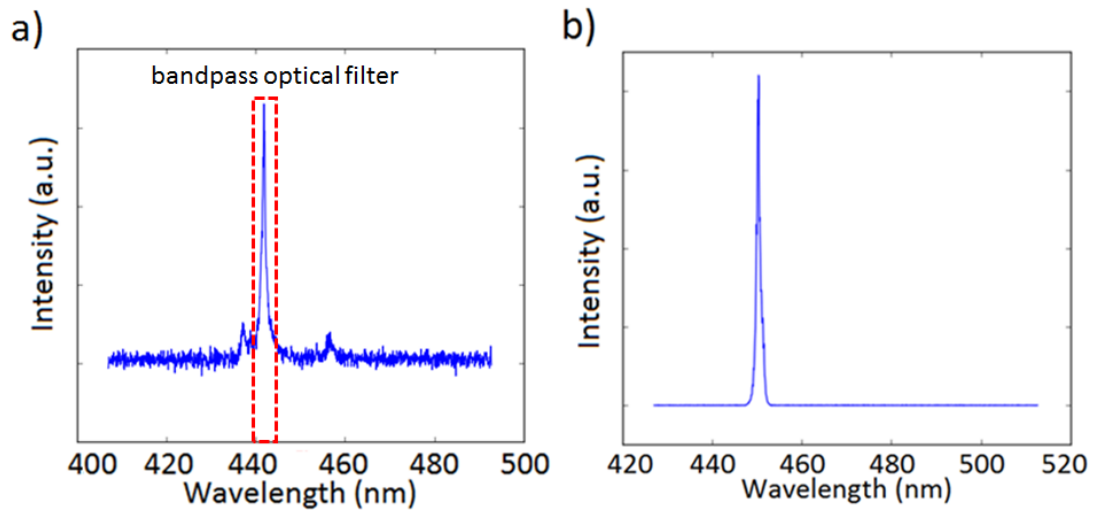 a)
bandpass optical filter
Intensity (a.u.)
400 420 440 460 480 500
Wavelength (nm)
b)
Intensity (a.u.)
420 440 460 480 500 520
Wavelength (nm)